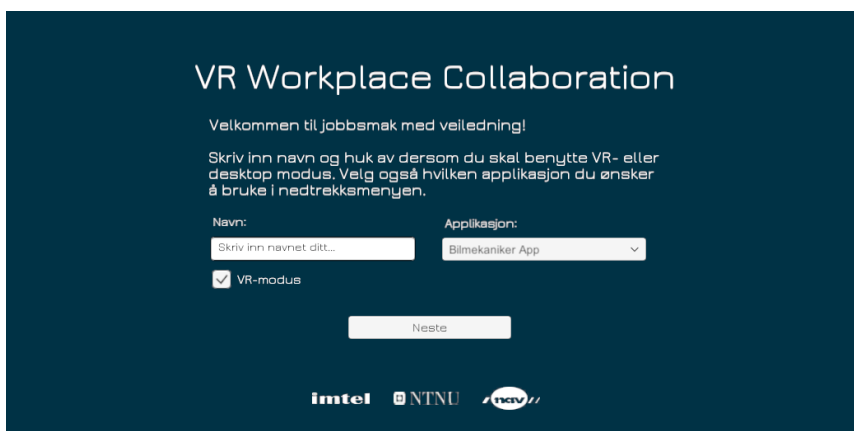 VR Workplace Collaboration
Velkommen til jobbsmak med veiledning!
Skriv inn navn og huk av dersom du skal benytte VR- eller
desktop modus. Velg også hvilken applikasjon du ønsker
å bruke i nedtrekksmenyen.
Navn:
Applikasjon:
Skriv inn navnet ditt...
Bilmekaniker App
VR-modus
Neste
imtel
NTNU
nav